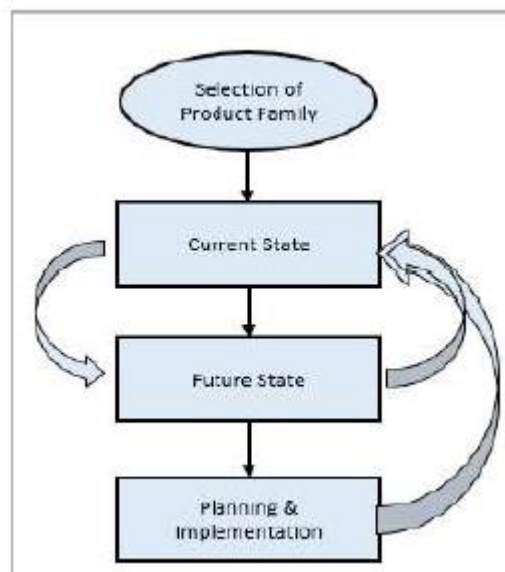 Selection of
Product Family
Current State
Future State
Planning &
Implementation